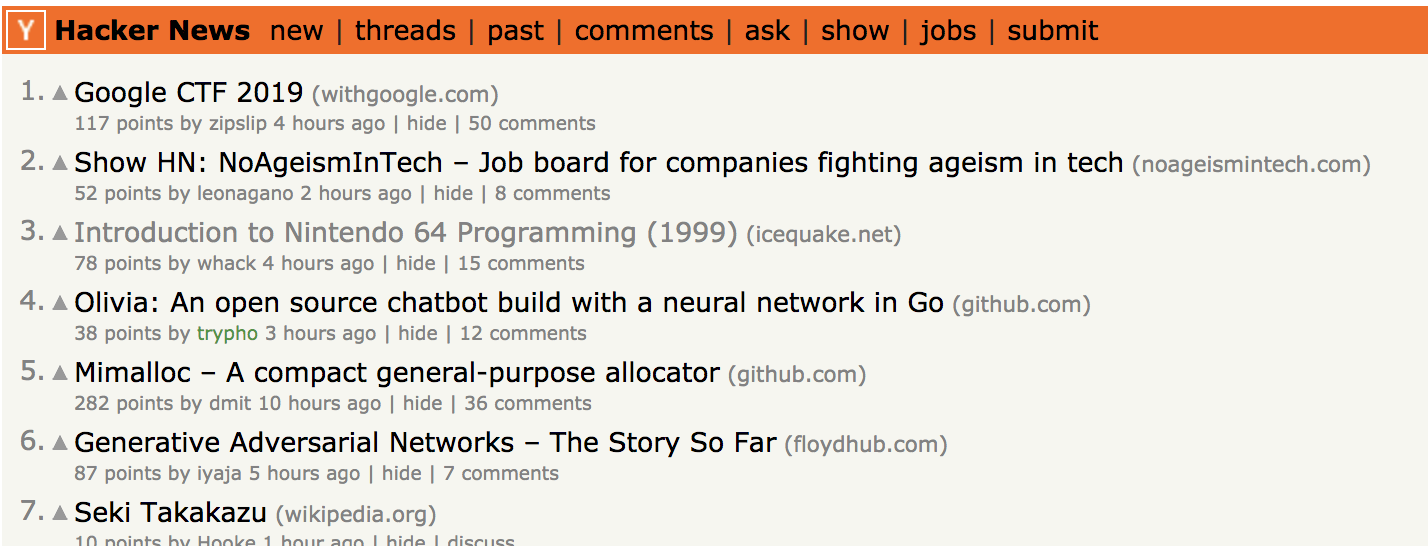 Y Hacker News new | threads | past | comments | ask | show | jobs | submit
1. ▲ Google CTF 2019 (withgoogle.com)
117 points by zipslip 4 hours ago | hide | 50 comments
2. ▲ Show HN: NoAgeismInTech – Job board for companies fighting ageism in tech (noageismintech.com)
52 points by leonagano 2 hours ago | hide | 8 comments
3. ▲ Introduction to Nintendo 64 Programming (1999) (icequake.net)
78 points by whack 4 hours ago | hide | 15 comments
4. ▲ Olivia: An open source chatbot build with a neural network in Go (github.com)
38 points by trypho 3 hours ago | hide | 12 comments
5. ▲ Mimalloc – A compact general-purpose allocator (github.com)
282 points by dmit 10 hours ago | hide | 36 comments
6. ▲ Generative Adversarial Networks – The Story So Far (floydhub.com)
87 points by iyaja 5 hours ago | hide | 7 comments
7. ▲ Seki Takakazu (wikipedia.org)
10 points by Hooke 1 hour ago | hide | discuss